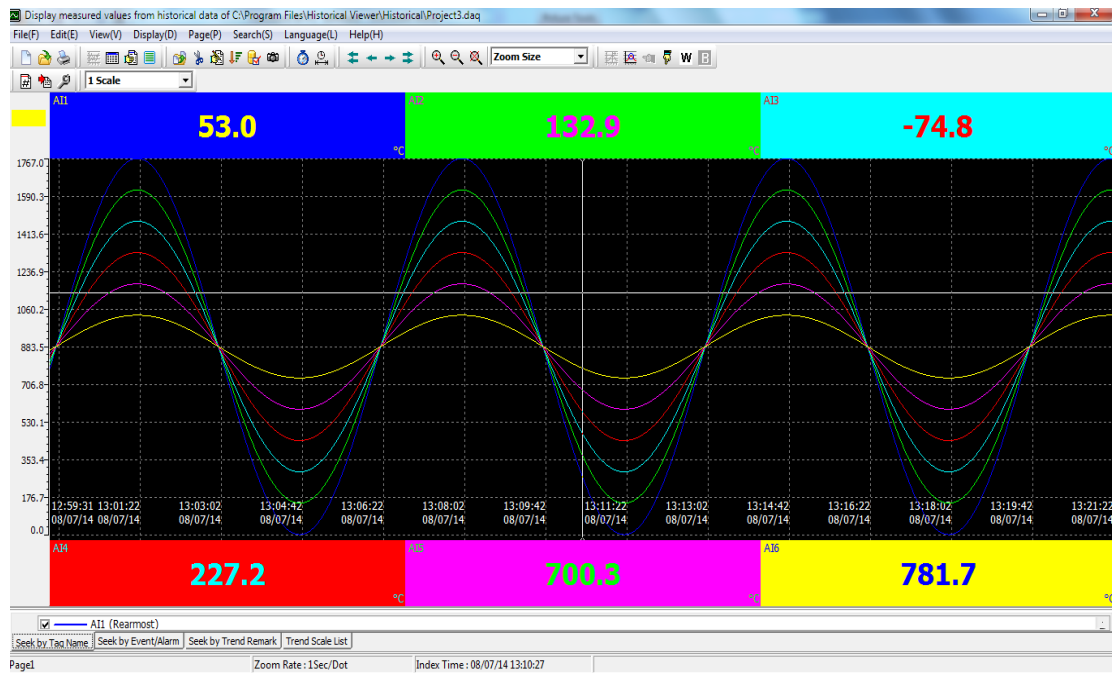 Display measured values from historical data of C:\Program Files\Historical Viewer\Historical\Project3.daq
File(F) Edit(E) View(V) Display(D) Page(P) Search(S) Language(L) Help(H)
Zoom Size W B
1 Scale
AI1 AI2 AI3
53.0 132.9 -74.8
°C °C °C
1767.0
1590.3
1413.6
1236.9
1060.2
883.5
706.8
530.1
353.4
176.7
12:59:31 13:01:22 13:03:02 13:04:42 13:06:22 13:08:02 13:09:42 13:11:22 13:13:02 13:14:42 13:16:22 13:18:02 13:19:42 13:21:22
08/07/14 08/07/14 08/07/14 08/07/14 08/07/14 08/07/14 08/07/14 08/07/14 08/07/14 08/07/14 08/07/14 08/07/14 08/07/14 08/07/14
0.0
AI4 AI5 AI6
227.2 700.3 781.7
°C °C °C
AI1 (Rearmost)
Seek by Tag Name Seek by Event/Alarm Seek by Trend Remark Trend Scale List
Page1 Zoom Rate : 1Sec/Dot Index Time : 08/07/14 13:10:27